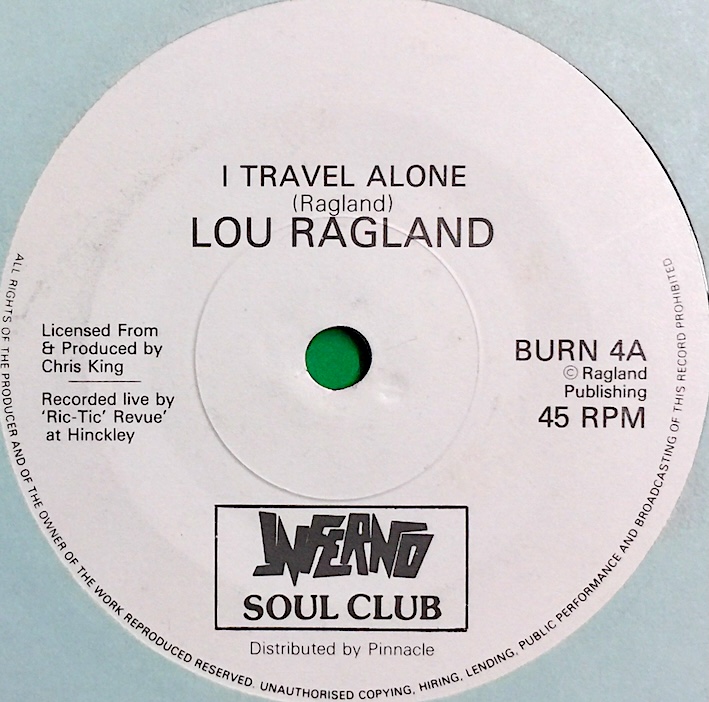 I TRAVEL ALONE
(Ragland)
LOU RAGLAND
Licensed From
& Produced by
Chris King
Recorded live by
'Ric-Tic' Revue'
at Hinckley
BURN 4A
© Ragland
Publishing
45 RPM
INFERNO
SOUL CLUB
Distributed by Pinnacle
ALL RIGHTS OF THE PRODUCER AND OF THE OWNER OF THE WORK REPRODUCED RESERVED. UNAUTHORISED COPYING, HIRING, LENDING, PUBLIC PERFORMANCE AND BROADCASTING OF THIS RECORD PROHIBITED